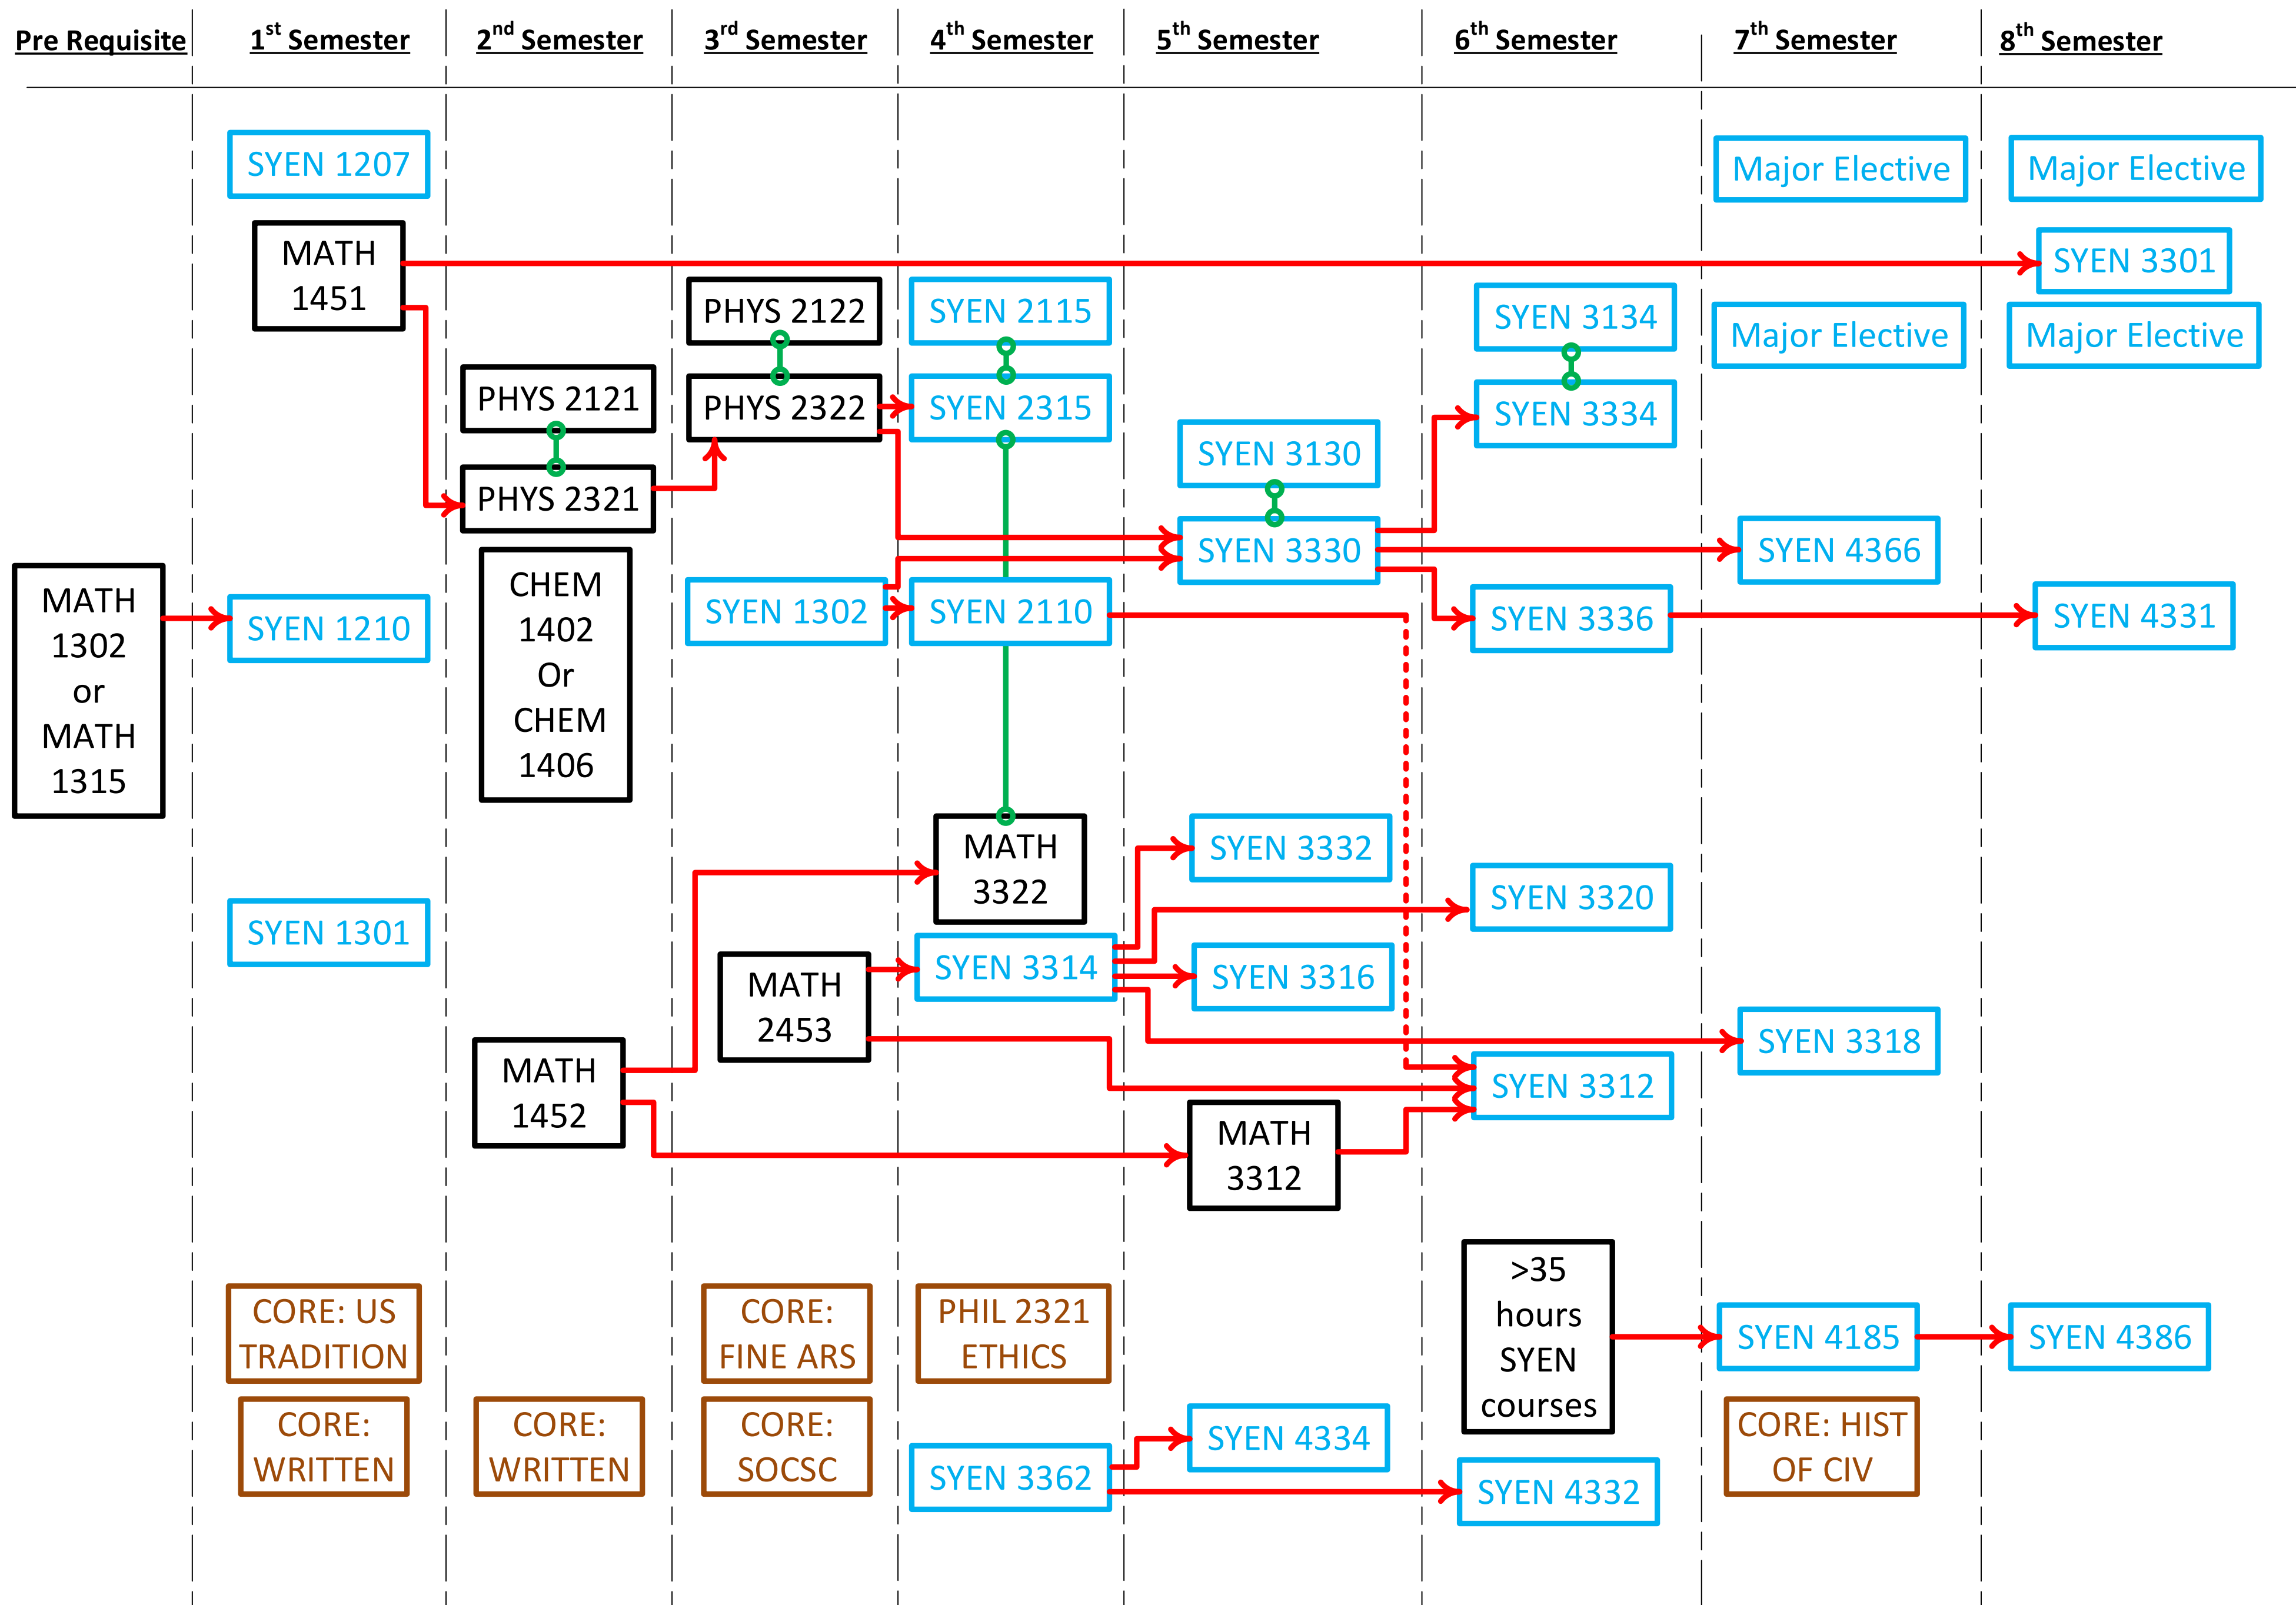 Pre Requisite
1st Semester
2nd Semester
3rd Semester
4th Semester
5th Semester
6th Semester
7th Semester
8th Semester
MATH
1302
or
MATH
1315
SYEN 1207
MATH
1451
SYEN 1210
SYEN 1301
CORE: US
TRADITION
CORE:
WRITTEN
PHYS 2121
PHYS 2321
CHEM
1402
Or
CHEM
1406
MATH
1452
CORE:
WRITTEN
PHYS 2122
PHYS 2322
SYEN 1302
MATH
2453
CORE:
FINE ARS
CORE:
SOCSC
SYEN 2115
SYEN 2315
SYEN 2110
MATH
3322
SYEN 3314
PHIL 2321
ETHICS
SYEN 3362
SYEN 3130
SYEN 3330
SYEN 3332
SYEN 3316
MATH
3312
SYEN 4334
SYEN 3134
SYEN 3334
SYEN 3336
SYEN 3320
SYEN 3312
>35
hours
SYEN
courses
SYEN 4332
Major Elective
Major Elective
SYEN 4366
SYEN 3318
SYEN 4185
CORE: HIST
OF CIV
Major Elective
SYEN 3301
Major Elective
SYEN 4331
SYEN 4386